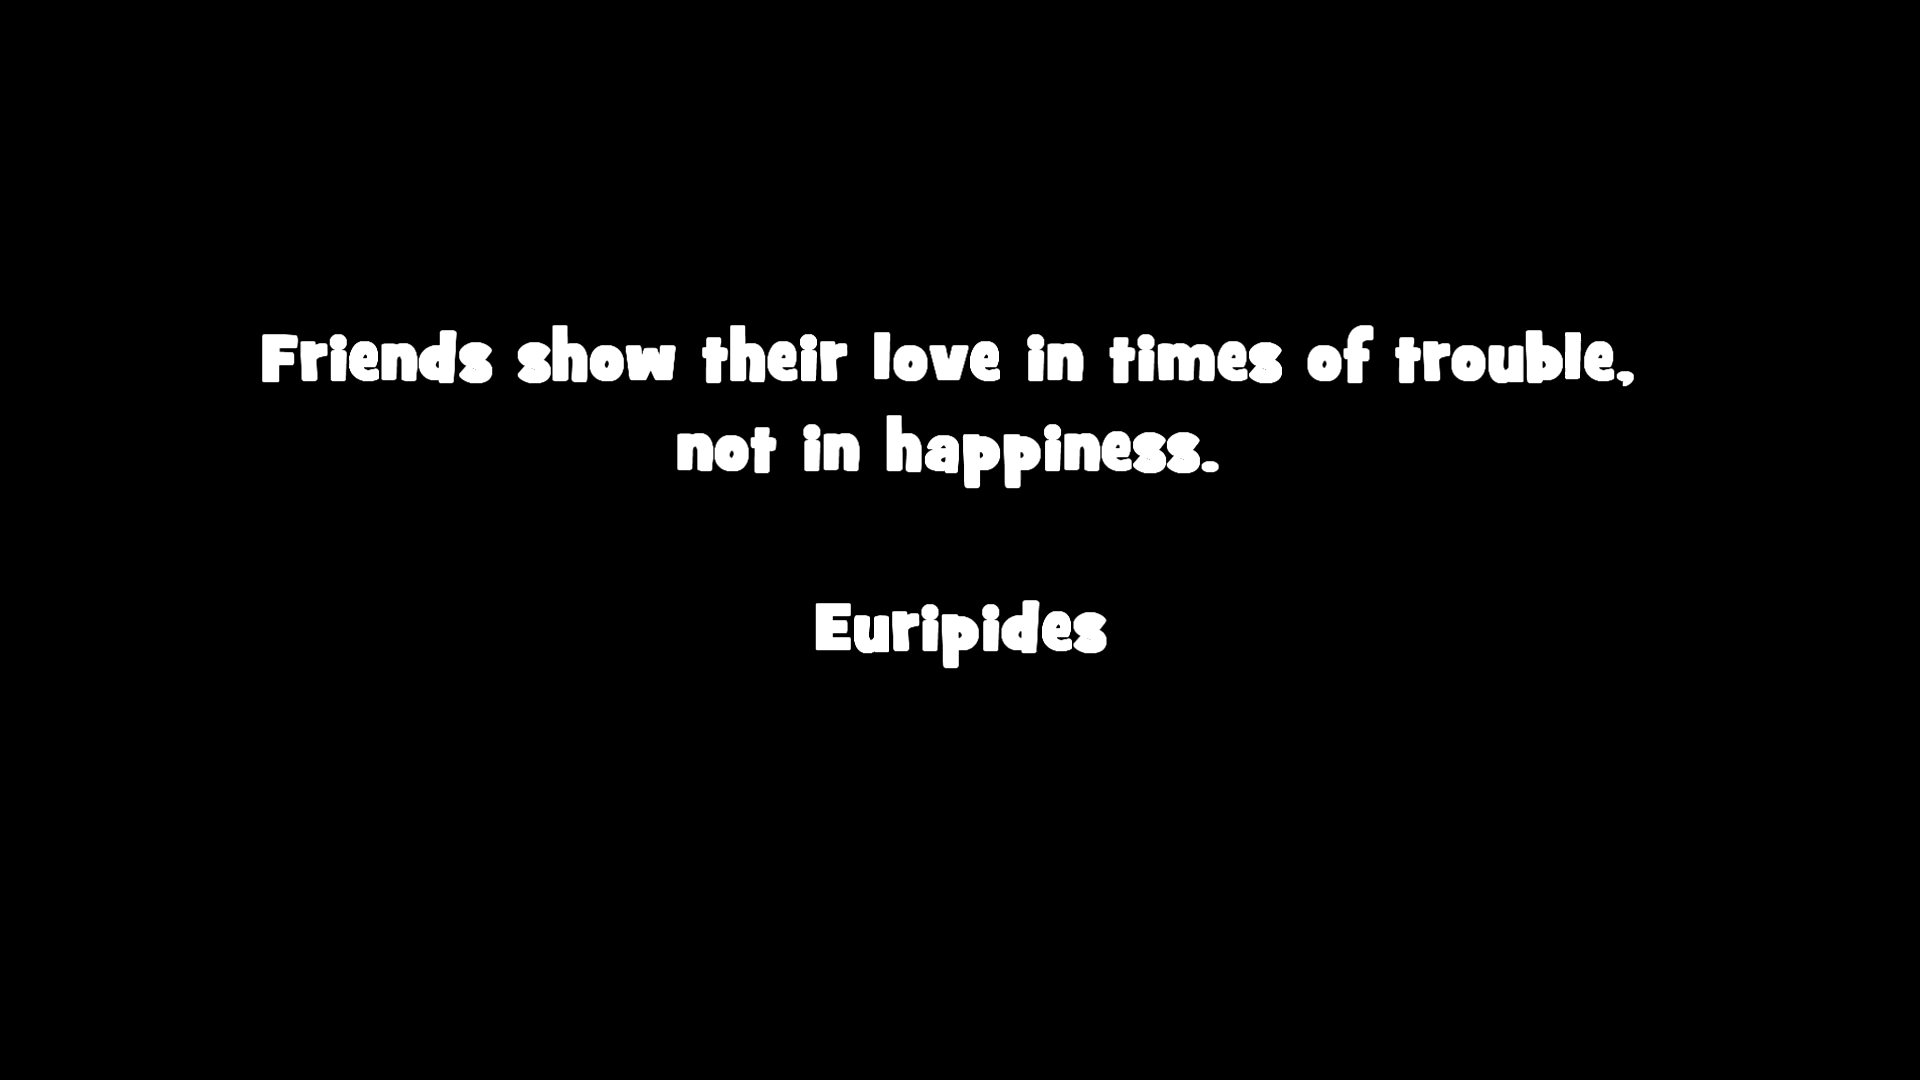 Friends show their love in times of trouble,
not in happiness.
Euripides